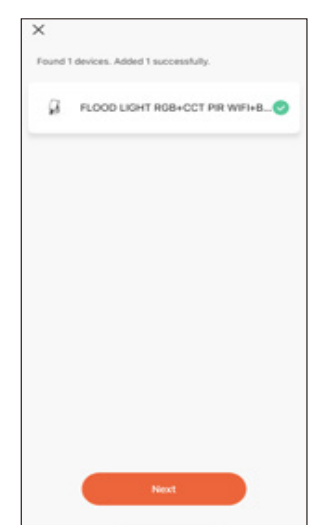 Found 1 devices. Added 1 successfully.
FLOOD LIGHT RGB+CCT PIR WIFI+B...
Next